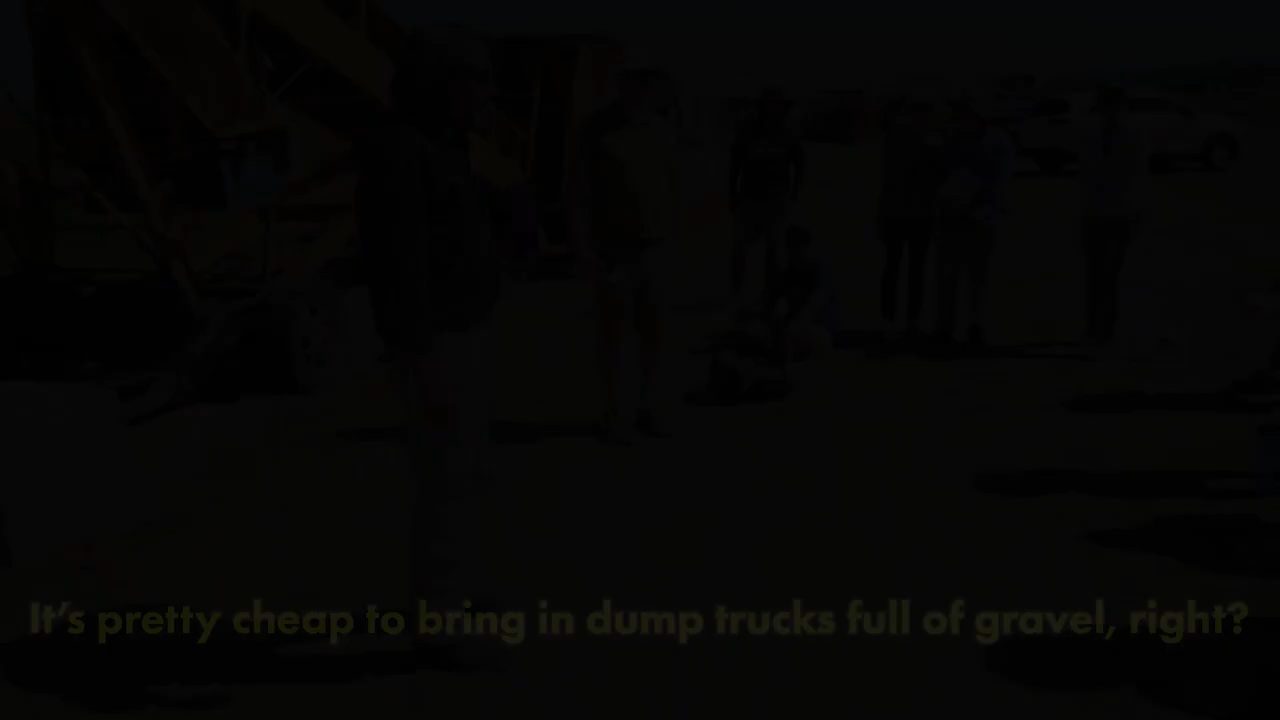 It's pretty cheap to bring in dump trucks full of gravel, right?